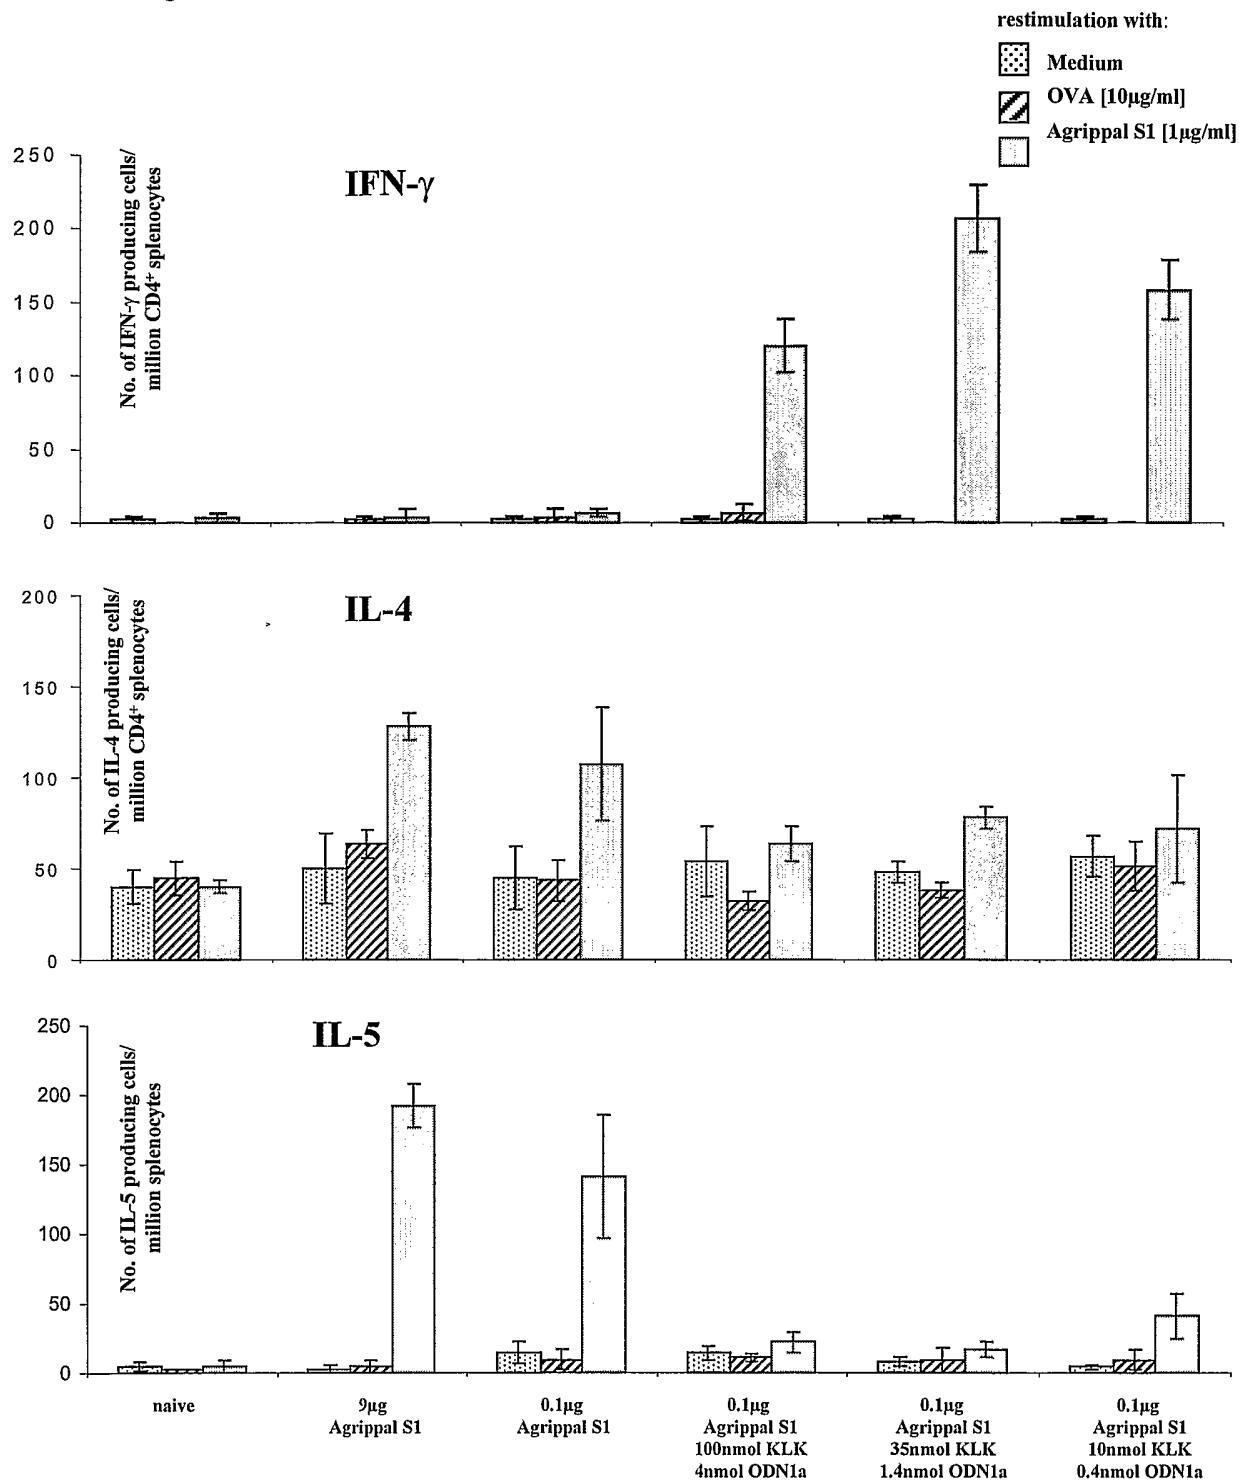 restimulation with:
Medium
OVA [10µg/ml]
Agrippal S1 [1µg/ml]
IFN-γ
No. of IFN-γ producing cells/
million CD4+ splenocytes
250
200
150
100
50
0
IL-4
No. of IL-4 producing cells/
million CD4+ splenocytes
200
150
100
50
0
IL-5
No. of IL-5 producing cells/
million splenocytes
250
200
150
100
50
0
naive
9µg
Agrippal S1
0.1µg
Agrippal S1
0.1µg
Agrippal S1
100nmol KLK
4nmol ODN1a
0.1µg
Agrippal S1
35nmol KLK
1.4nmol ODN1a
0.1µg
Agrippal S1
10nmol KLK
0.4nmol ODN1a